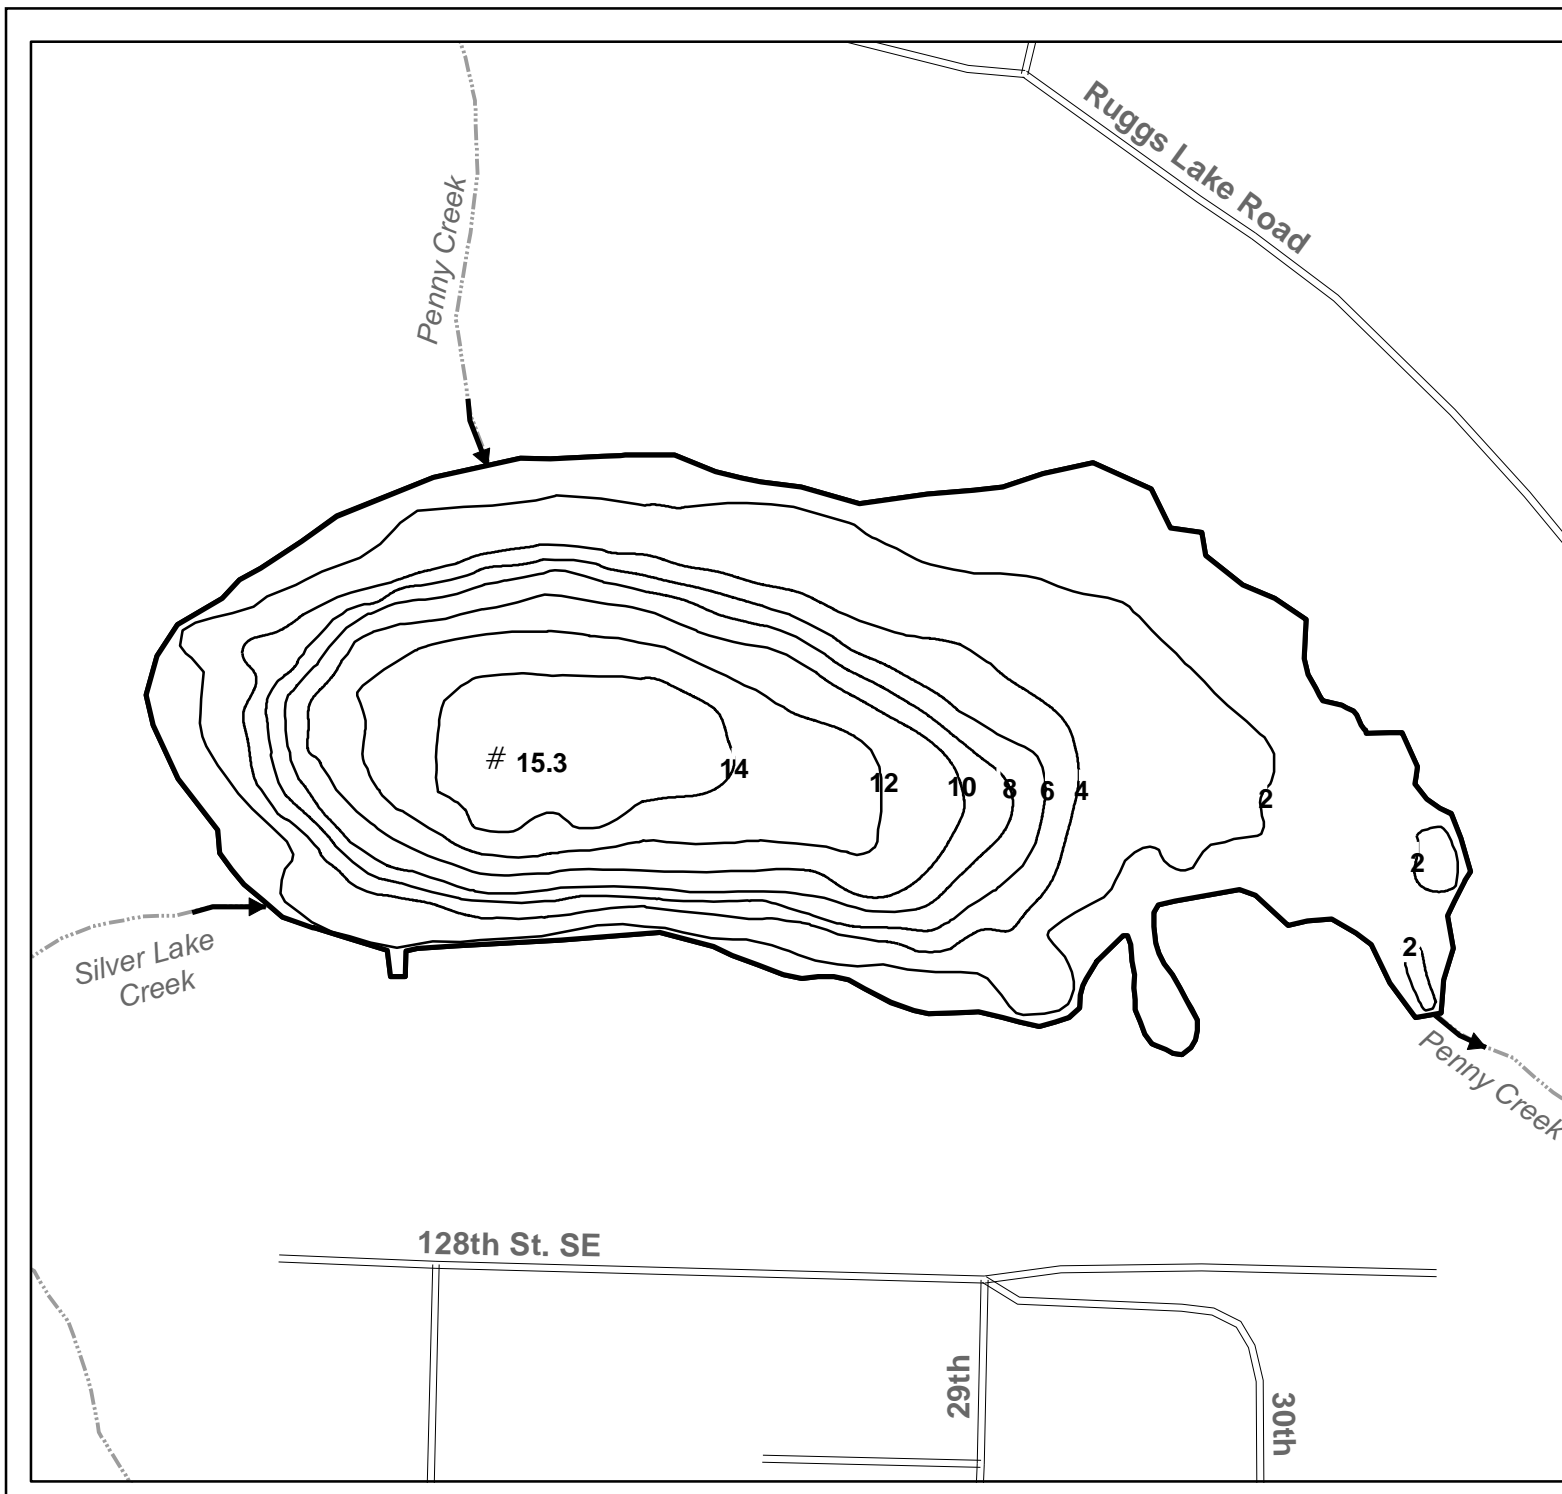 Ruggs Lake Road
Penny Creek
# 15.3
14
12
10
8
6
4
2
2
2
Silver Lake
Creek
Penny Creek
128th St. SE
29th
30th